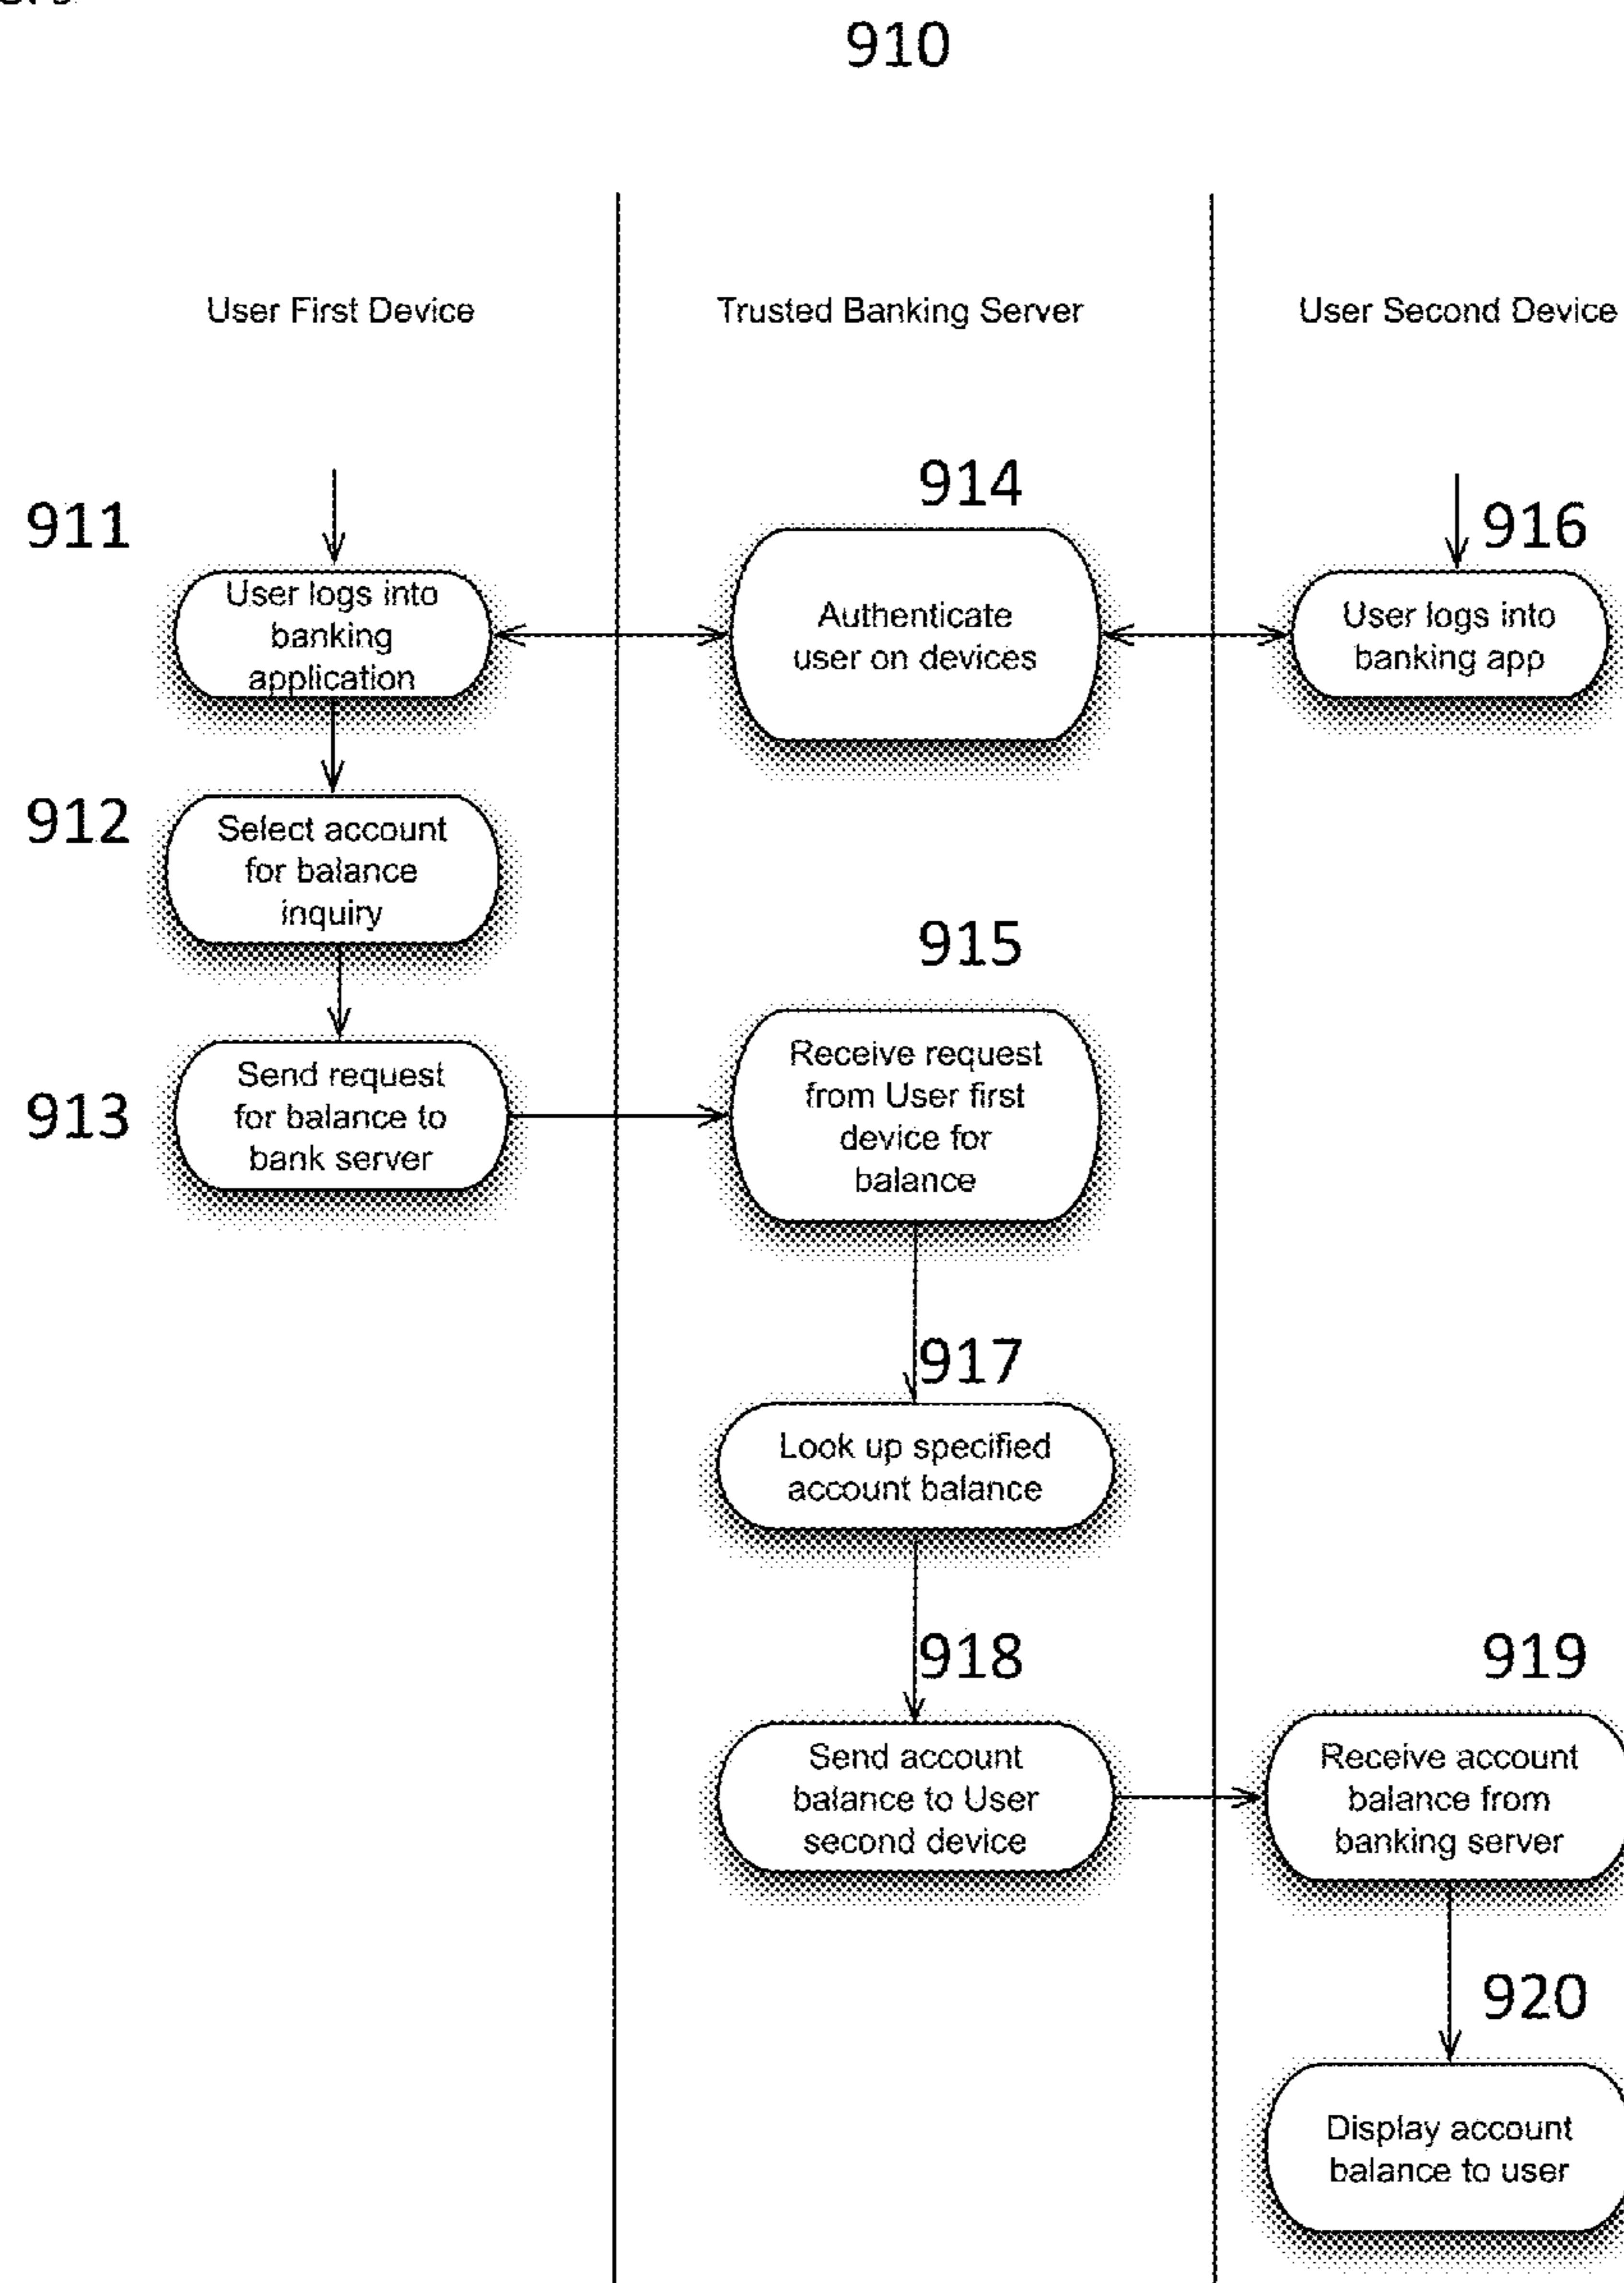 910
User First Device
Trusted Banking Server
User Second Device
911
914
916
User logs into
banking
application
Authenticate
user on devices
User logs into
banking app
912
Select account
for balance
inquiry
915
913
Send request
for balance to
bank server
Receive request
from User first
device for
balance
917
Look up specified
account balance
918
919
Send account
balance to User
second device
Receive account
balance from
banking server
920
Display account
balance to user